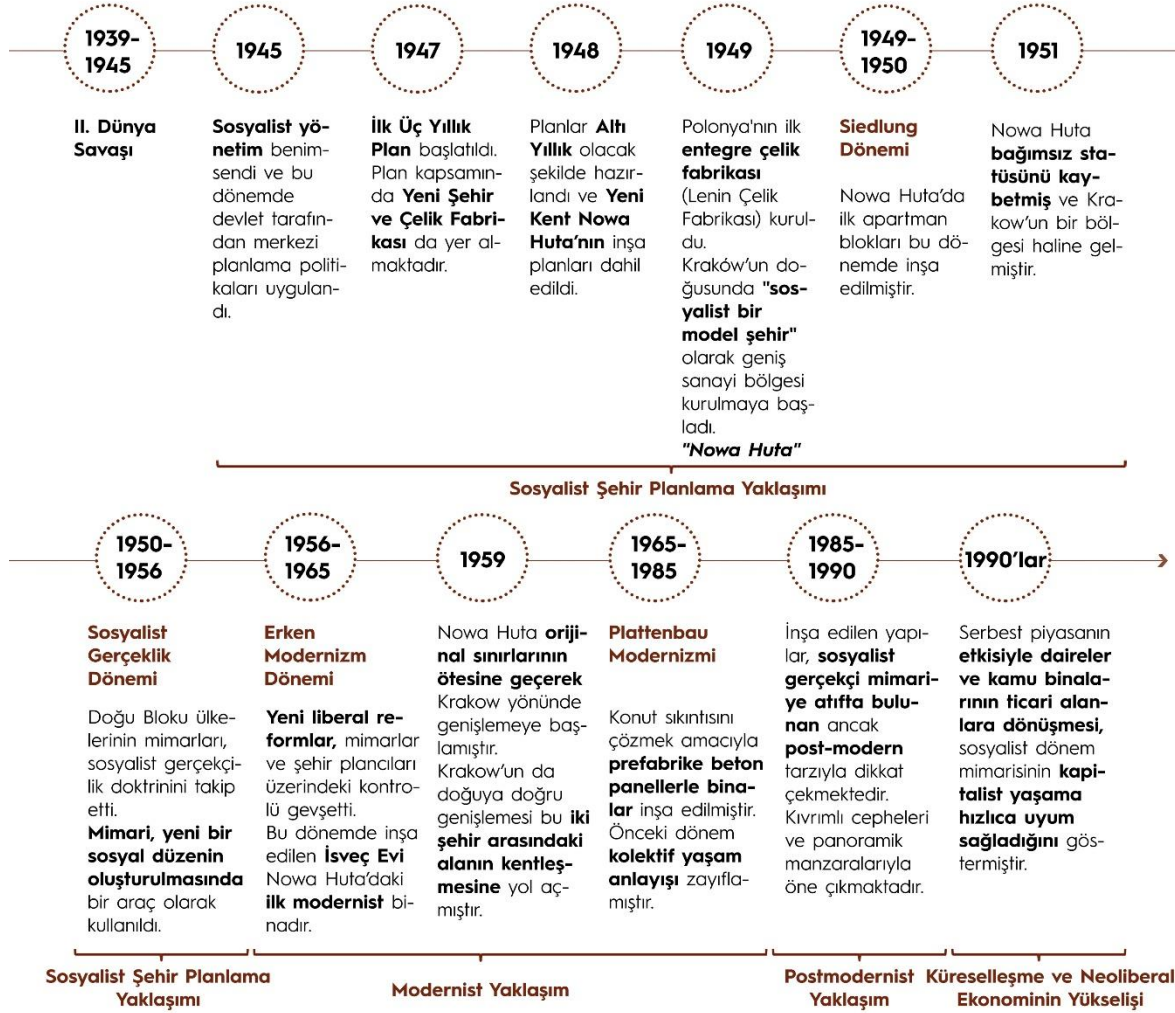 1939-
1945
II. Dünya
Savaşı
1945
Sosyalist yö-
netim benim-
sendi ve bu
dönemde
devlet tarafın-
dan merkezi
planlama politi-
kaları uygulan-
dı.
1947
İlk Üç Yıllık
Plan başlatıldı.
Plan kapsamın-
da Yeni Şehir
ve Çelik Fabri-
kası da yer al-
maktadır.
1948
Planlar Altı
Yıllık olacak
şekilde hazır-
landı ve Yeni
Kent Nowa
Huta’nın inşa
planları dahil
edildi.
1949
Polonya'nın ilk
entegre çelik
fabrikası
(Lenin Çelik
Fabrikası) kurul-
du.
Kraków’un do-
ğusunda "sos-
yalist bir
model şehir"
olarak geniş
sanayi bölgesi
kurulmaya baş-
ladı.
"Nowa Huta"
1949-
1950
Siedlung
Dönemi
Nowa Huta’da
ilk apartman
blokları bu dö-
nemde inşa
edilmiştir.
1951
Nowa Huta
bağımsız sta-
tüsünü kay-
betmiş ve Kra-
kow’un bir böl-
gesi haline gel-
miştir.
Sosyalist Şehir Planlama Yaklaşımı
1950-
1956
Sosyalist
Gerçeklik
Dönemi
Doğu Bloku ülke-
lerinin mimarları,
sosyalist gerçekçi-
lik doktrinini takip
etti.
Mimari, yeni bir
sosyal düzenin
oluşturulmasında
bir araç olarak
kullanıldı.
1956-
1965
Erken
Modernizm
Dönemi
Yeni liberal re-
formlar, mimarlar
ve şehir plancıları
üzerindeki kontro-
lü gevşetti.
Bu dönemde inşa
edilen İsveç Evi
Nowa Huta’daki
ilk modernist bi-
nadır.
1959
Nowa Huta oriji-
nal sınırlarının
ötesine geçerek
Krakow yönünde
genişlemeye baş-
lamıştır.
Krakow’un da
doğuya doğru
genişlemesi bu iki
şehir arasındaki
alanın kentleş-
mesine yol aç-
mıştır.
1965-
1985
Plattenbau
Modernizmi
Konut sıkıntısını
çözmek amacıyla
prefabrike beton
panellerle bina-
lar inşa edilmiştir.
Önceki dönem
kolektif yaşam
anlayışı zayıfla-
mıştır.
1985-
1990
İnşa edilen yapı-
lar, sosyalist
gerçekçi mimari-
ye atıfta bulu-
nan ancak
post-modern
tarzıyla dikkat
çekmektedir.
Kıvrımlı cepheleri
ve panoramik
manzaralarıyla
öne çıkmaktadır.
1990’lar
Serbest piyasanın
etkisiyle daireler
ve kamu binala-
rının ticari alan-
lara dönüşmesi,
sosyalist dönem
mimarisinin kapi-
talist yaşama
hızlıca uyum
sağladığını gös-
termiştir.
Sosyalist Şehir Planlama
Yaklaşımı
Modernist Yaklaşım
Postmodernist
Yaklaşım
Küreselleşme ve Neoliberal
Ekonominin Yükselişi